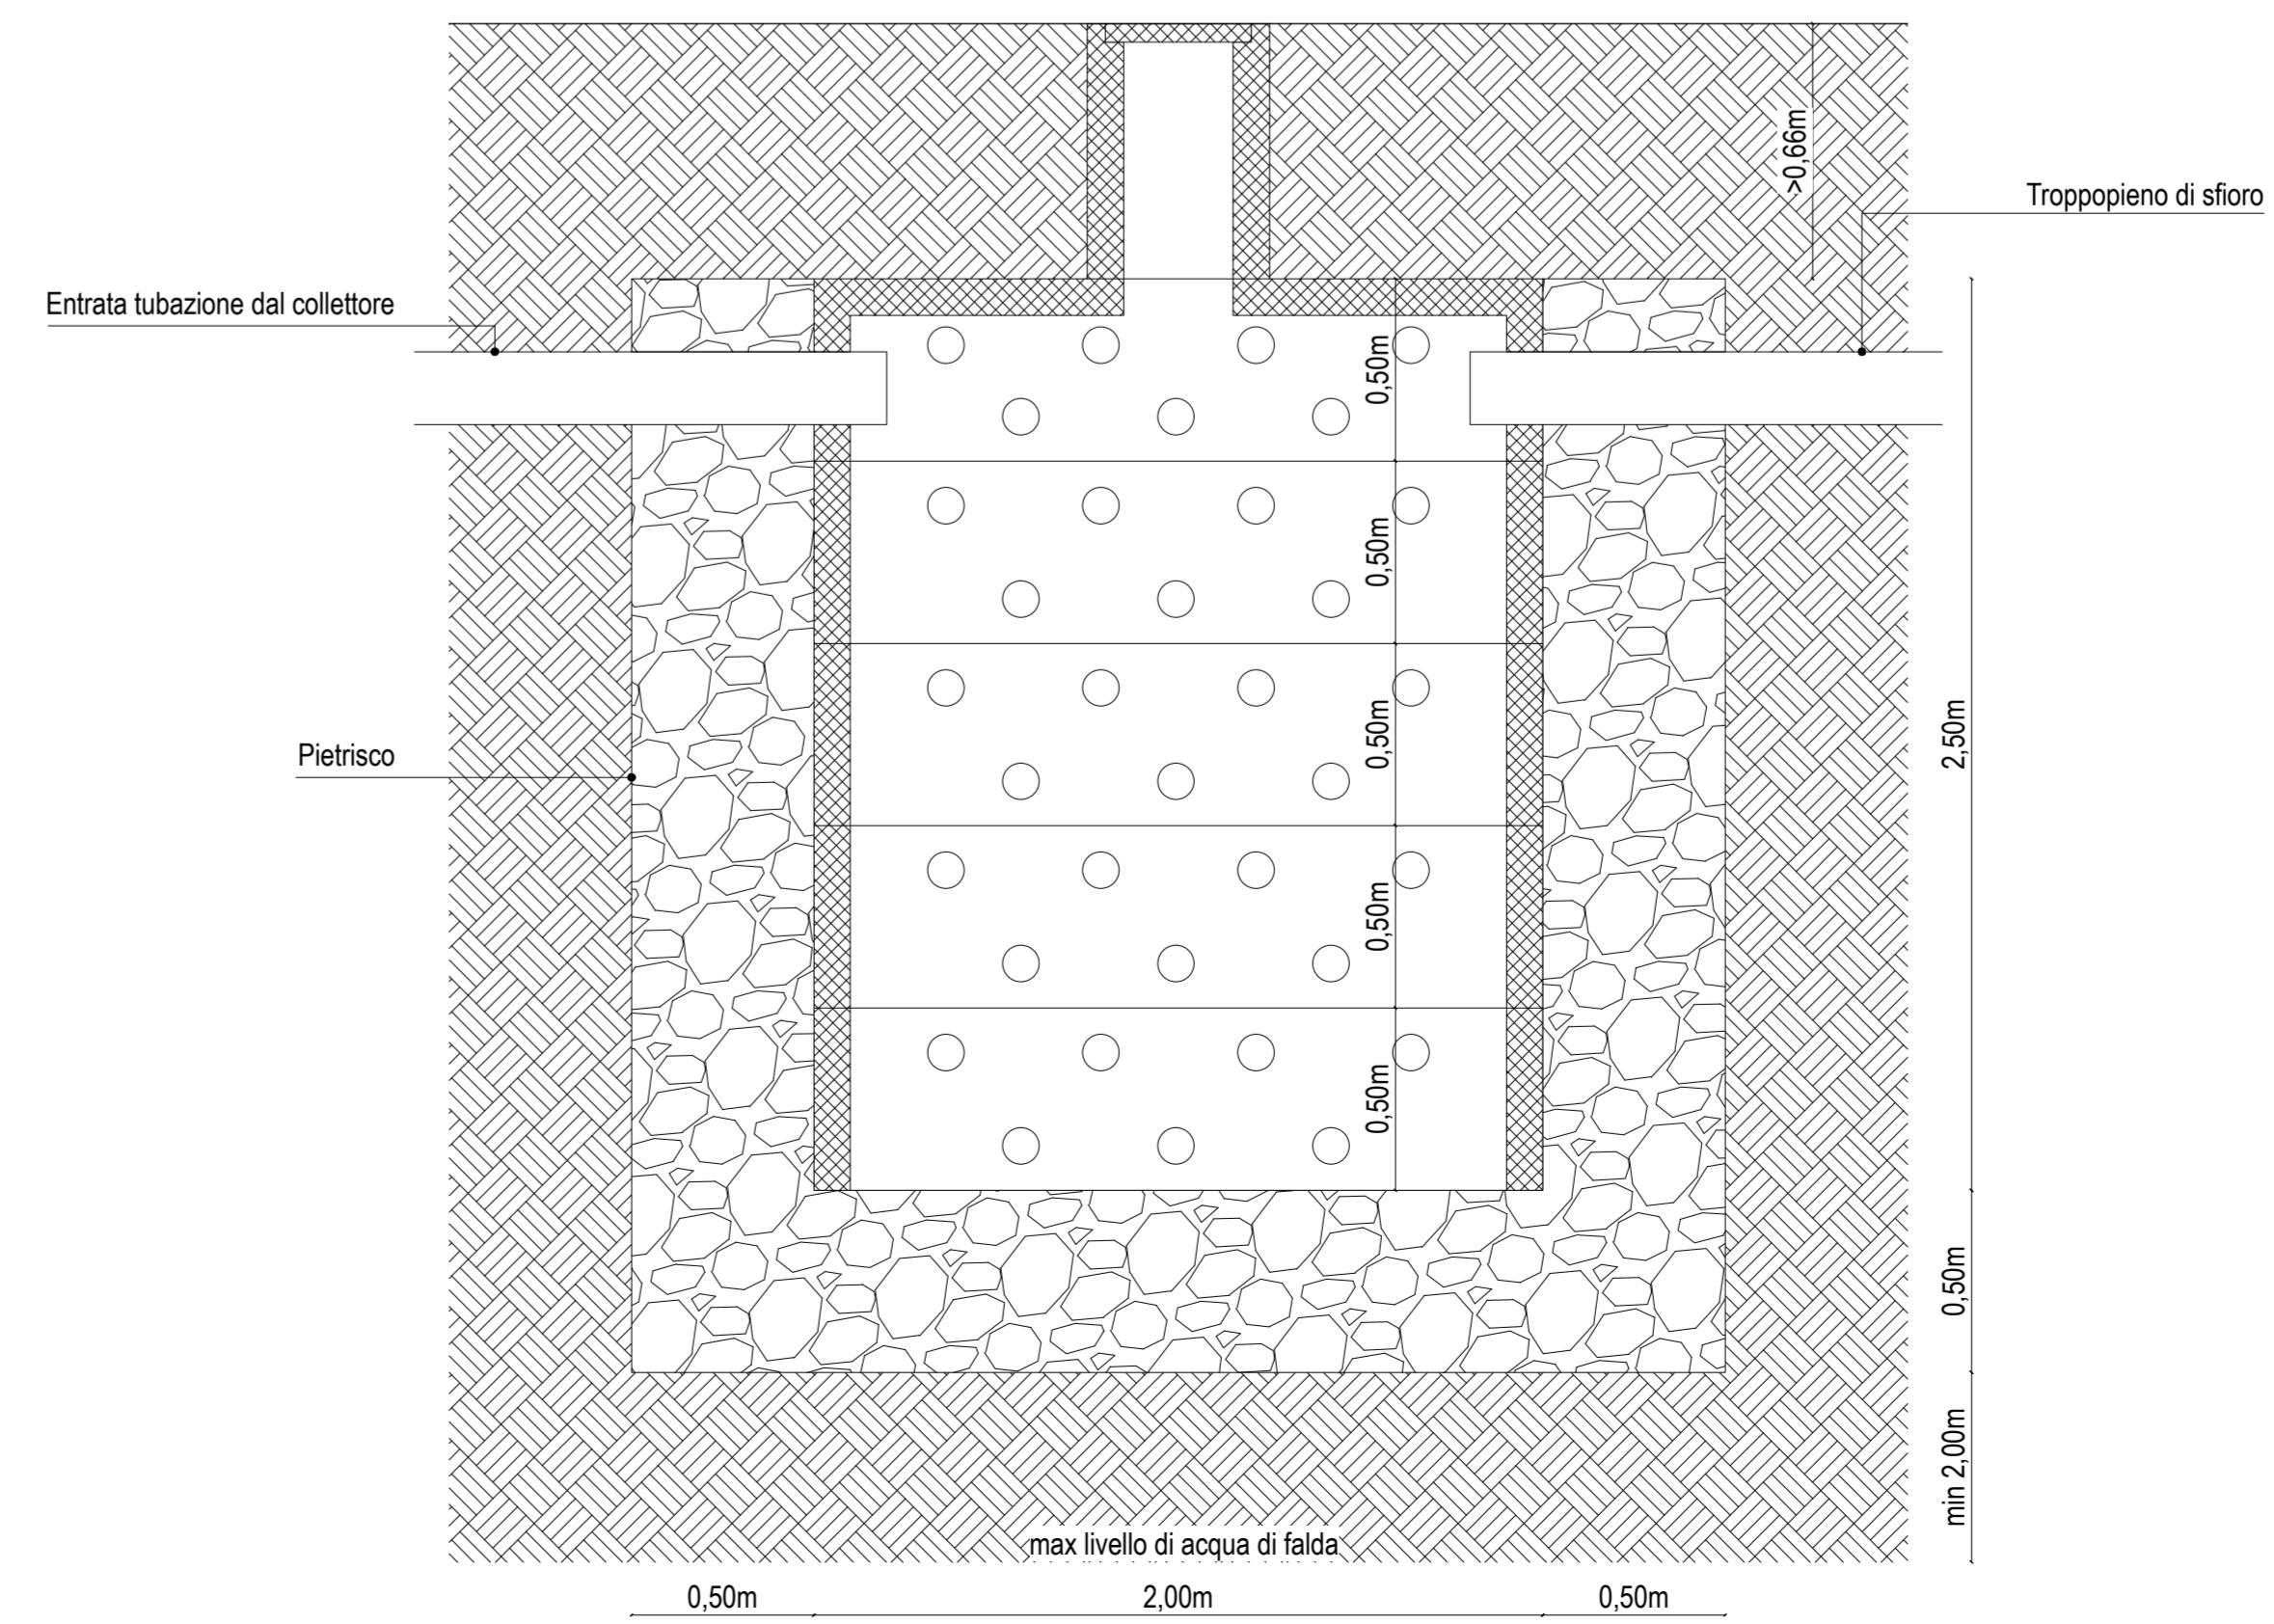 >0,66m
Troppopieno di sfioro
Entrata tubazione dal collettore
0,50m
0,50m
Pietrisco
0,50m
2,50m
0,50m
0,50m
0,50m
min 2,00m
max livello di acqua di falda
0,50m
2,00m
0,50m